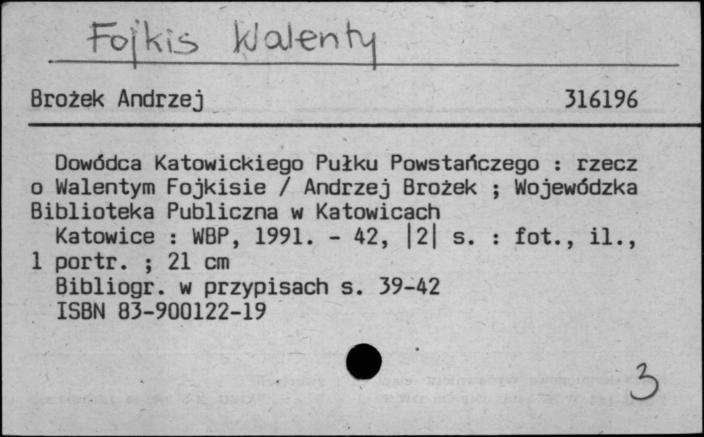 Fojkis Walenty
Brożek Andrzej 316196
Dowódca Katowickiego Pułku Powstańczego : rzecz
o Walentym Fojkisie / Andrzej Brożek ; Wojewódzka
Biblioteka Publiczna w Katowicach
Katowice : WBP, 1991. - 42, |2| s. : fot., il.,
1 portr. ; 21 cm
Bibliogr. w przypisach s. 39-42
ISBN 83-900122-19
3